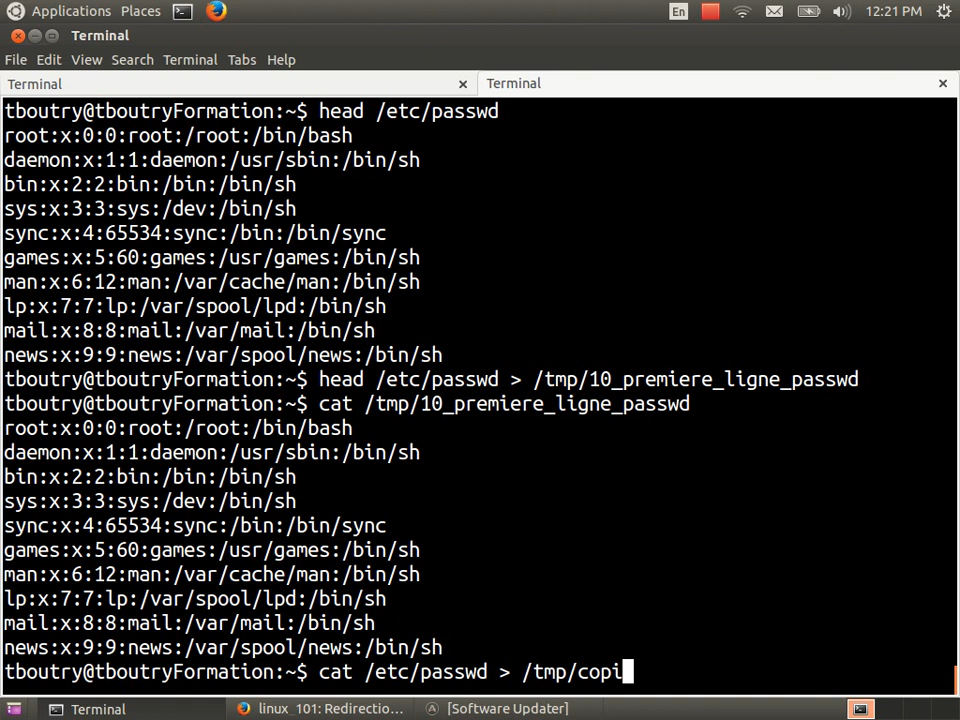 Applications Places En 12:21 PM
Terminal
File Edit View Search Terminal Tabs Help
Terminal × Terminal ×
tboutry@tboutryFormation:~$ head /etc/passwd
root:x:0:0:root:/root:/bin/bash
daemon:x:1:1:daemon:/usr/sbin:/bin/sh
bin:x:2:2:bin:/bin:/bin/sh
sys:x:3:3:sys:/dev:/bin/sh
sync:x:4:65534:sync:/bin:/bin/sync
games:x:5:60:games:/usr/games:/bin/sh
man:x:6:12:man:/var/cache/man:/bin/sh
lp:x:7:7:lp:/var/spool/lpd:/bin/sh
mail:x:8:8:mail:/var/mail:/bin/sh
news:x:9:9:news:/var/spool/news:/bin/sh
tboutry@tboutryFormation:~$ head /etc/passwd > /tmp/10_premiere_ligne_passwd
tboutry@tboutryFormation:~$ cat /tmp/10_premiere_ligne_passwd
root:x:0:0:root:/root:/bin/bash
daemon:x:1:1:daemon:/usr/sbin:/bin/sh
bin:x:2:2:bin:/bin:/bin/sh
sys:x:3:3:sys:/dev:/bin/sh
sync:x:4:65534:sync:/bin:/bin/sync
games:x:5:60:games:/usr/games:/bin/sh
man:x:6:12:man:/var/cache/man:/bin/sh
lp:x:7:7:lp:/var/spool/lpd:/bin/sh
mail:x:8:8:mail:/var/mail:/bin/sh
news:x:9:9:news:/var/spool/news:/bin/sh
tboutry@tboutryFormation:~$ cat /etc/passwd > /tmp/copi
Terminal linux_101: Redirectio... [Software Updater]